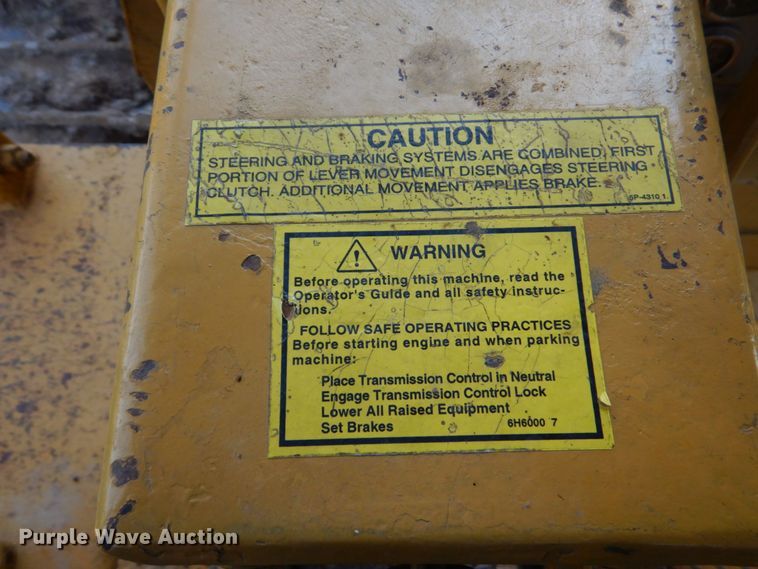 CAUTION
STEERING AND BRAKING SYSTEMS ARE COMBINED, FIRST
PORTION OF LEVER MOVEMENT DISENGAGES STEERING
CLUTCH. ADDITIONAL MOVEMENT APPLIES BRAKE.
5P-4310 1
WARNING
Before operating this machine, read the
Operator's Guide and all safety instruc-
tions.
FOLLOW SAFE OPERATING PRACTICES
Before starting engine and when parking
machine:
Place Transmission Control in Neutral
Engage Transmission Control Lock
Lower All Raised Equipment
Set Brakes
6H6000 7
Purple Wave Auction